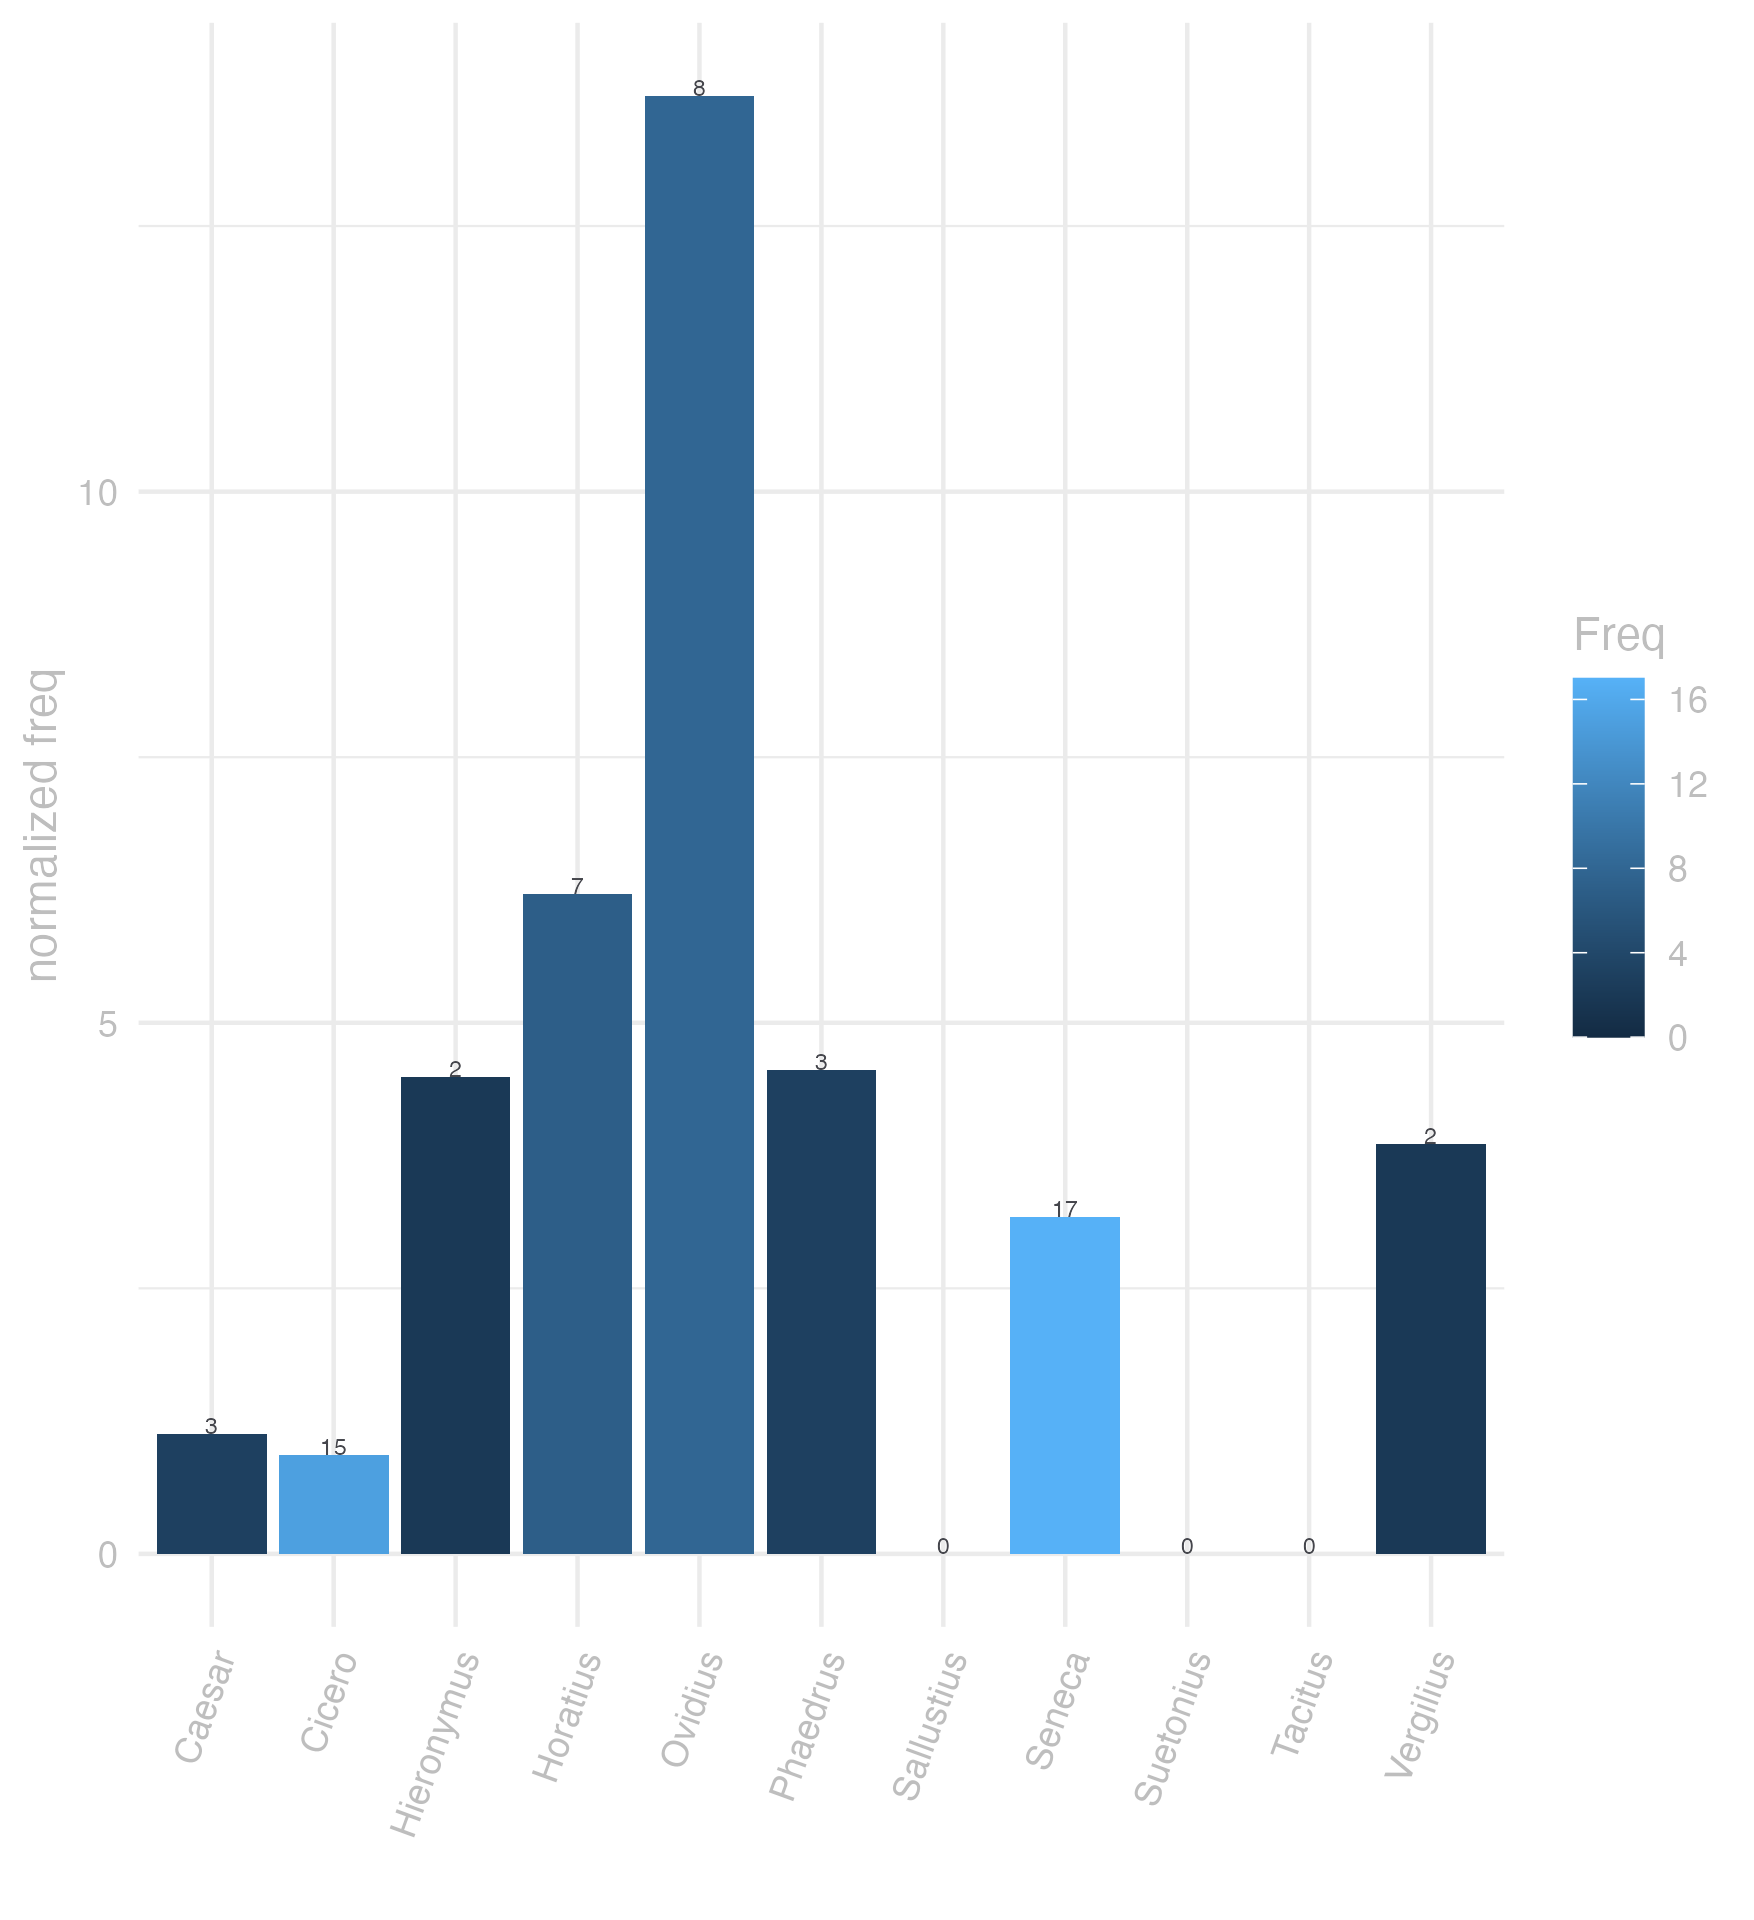 normalized freq
10
5
0
8
7
2
3
2
17
3
15
0
0
0
Caesar
Cicero
Hieronymus
Horatius
Ovidius
Phaedrus
Sallustius
Seneca
Suetonius
Tacitus
Vergilius
Freq
16
12
8
4
0